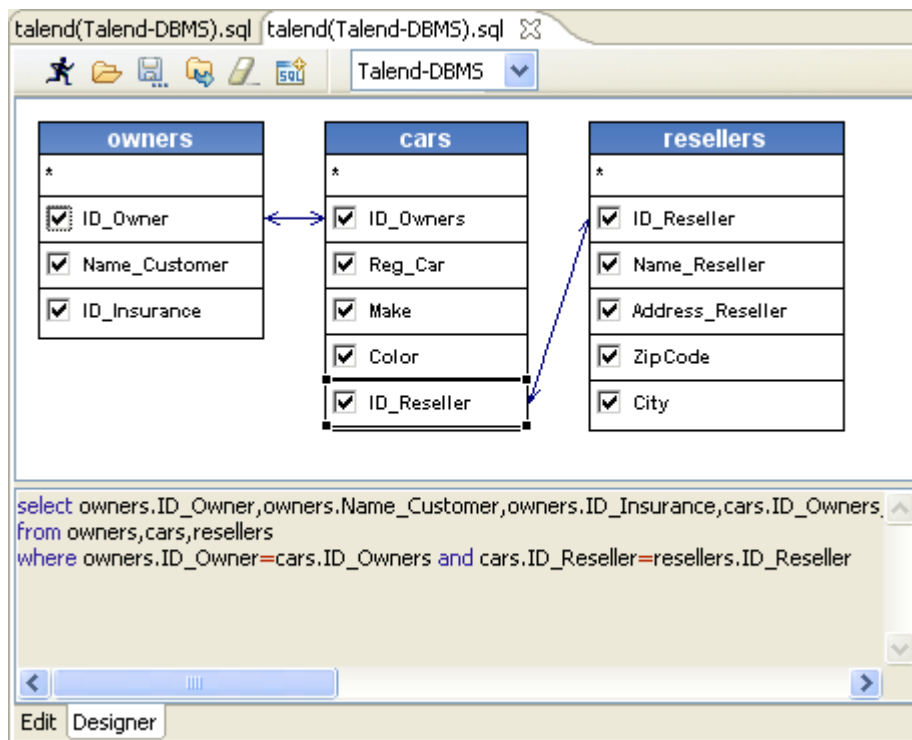 talend(Talend-DBMS).sql talend(Talend-DBMS).sql
SQL
Talend-DBMS
owners
*
ID_Owner
Name_Customer
ID_Insurance
cars
*
ID_Owners
Reg_Car
Make
Color
ID_Reseller
resellers
*
ID_Reseller
Name_Reseller
Address_Reseller
ZipCode
City
select owners.ID_Owner,owners.Name_Customer,owners.ID_Insurance,cars.ID_Owners,
from owners,cars,resellers
where owners.ID_Owner=cars.ID_Owners and cars.ID_Reseller=resellers.ID_Reseller
Edit Designer